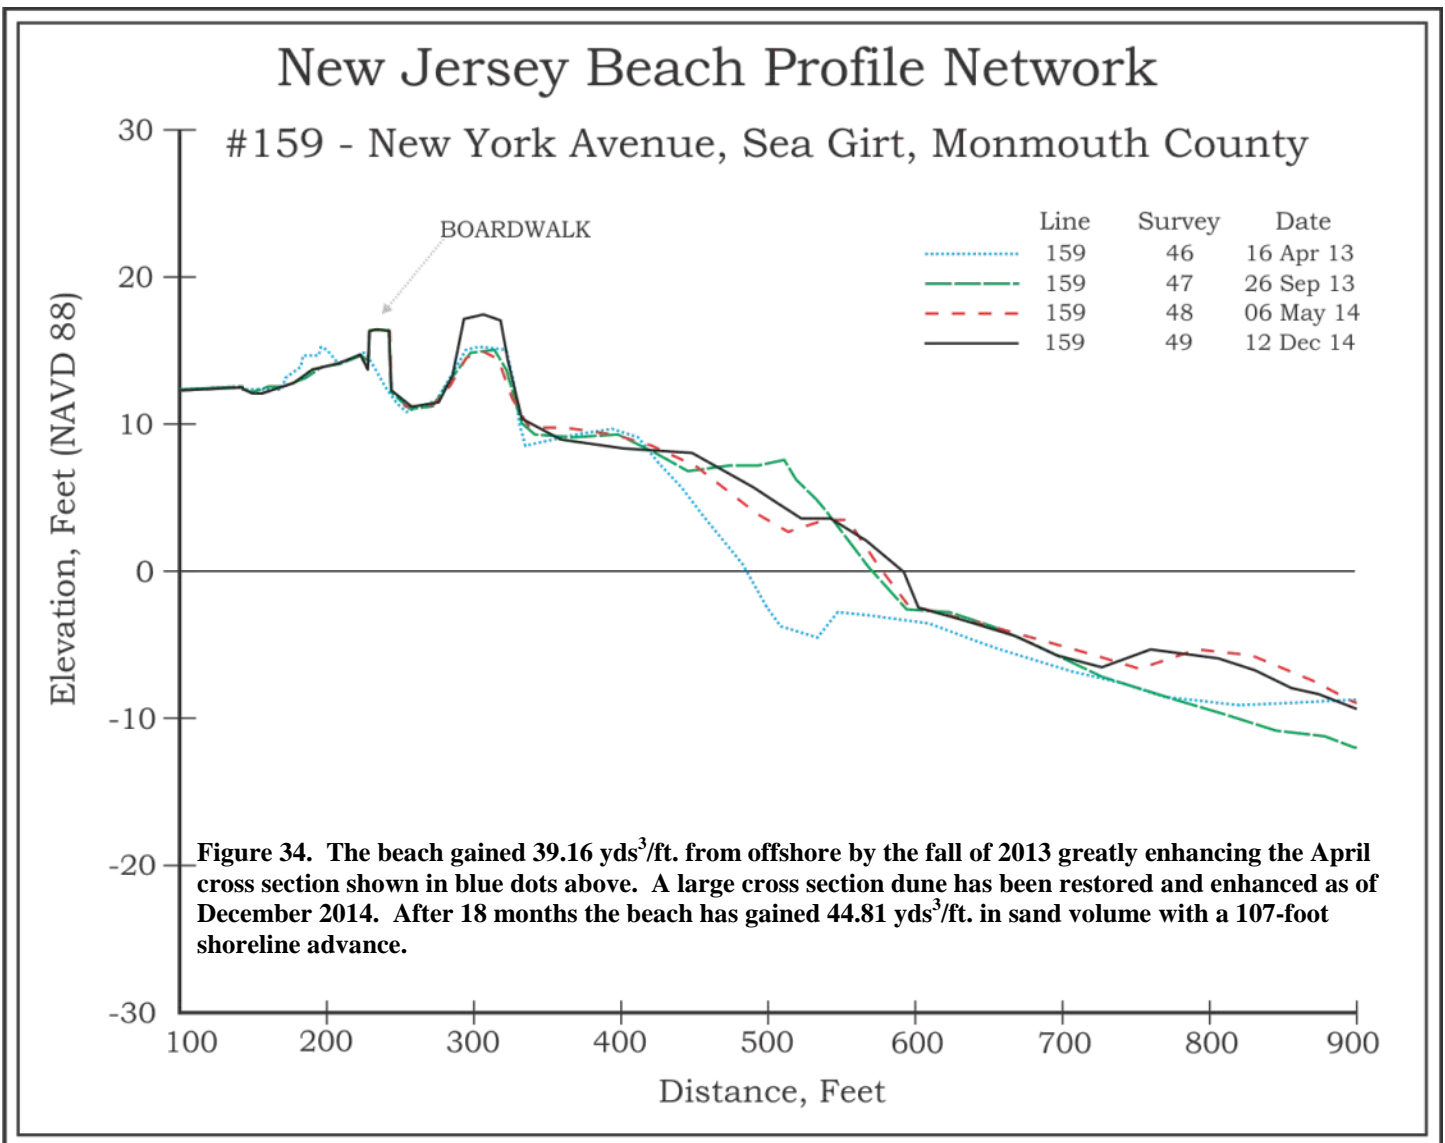 New Jersey Beach Profile Network
#159 - New York Avenue, Sea Girt, Monmouth County
BOARDWALK
Line Survey Date
159 46 16 Apr 13
159 47 26 Sep 13
159 48 06 May 14
159 49 12 Dec 14
Elevation, Feet (NAVD 88)
30
20
10
0
-10
-20
-30
Figure 34. The beach gained 39.16 yds³/ft. from offshore by the fall of 2013 greatly enhancing the April
cross section shown in blue dots above. A large cross section dune has been restored and enhanced as of
December 2014. After 18 months the beach has gained 44.81 yds³/ft. in sand volume with a 107-foot
shoreline advance.
100 200 300 400 500 600 700 800 900
Distance, Feet